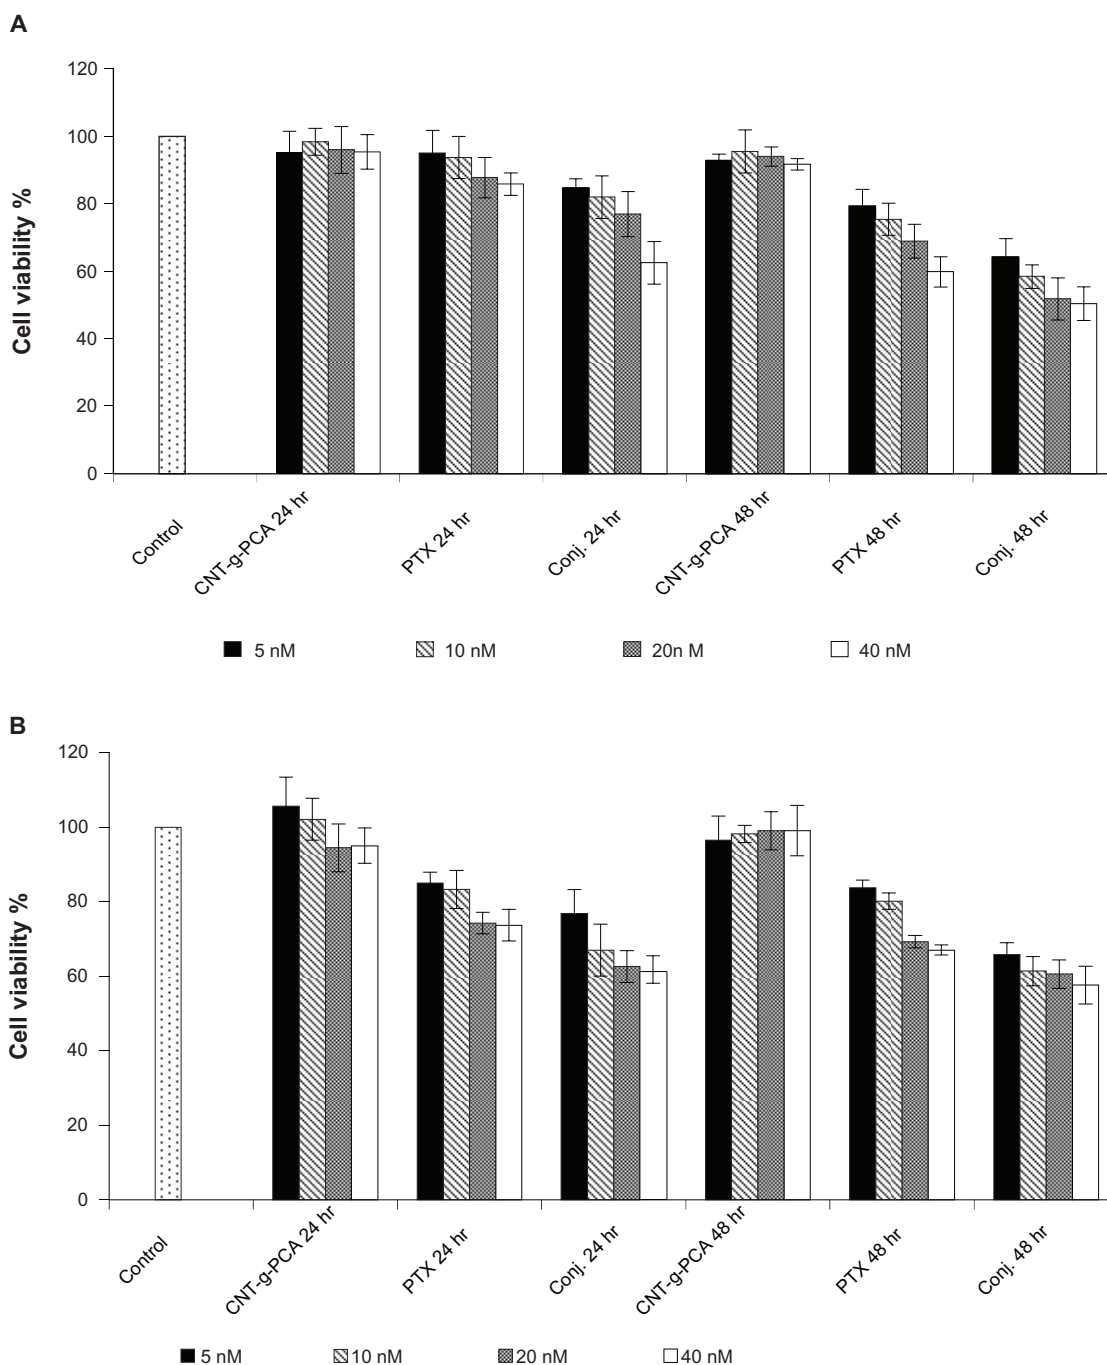 A
120
100
80
60
40
20
0
Cell viability %
Control
CNT-g-PCA 24 hr
PTX 24 hr
Conj. 24 hr
CNT-g-PCA 48 hr
PTX 48 hr
Conj. 48 hr
5 nM 10 nM 20n M 40 nM
B
120
100
80
60
40
20
0
Cell viability %
Control
CNT-g-PCA 24 hr
PTX 24 hr
Conj. 24 hr
CNT-g-PCA 48 hr
PTX 48 hr
Conj. 48 hr
5 nM 10 nM 20 nM 40 nM